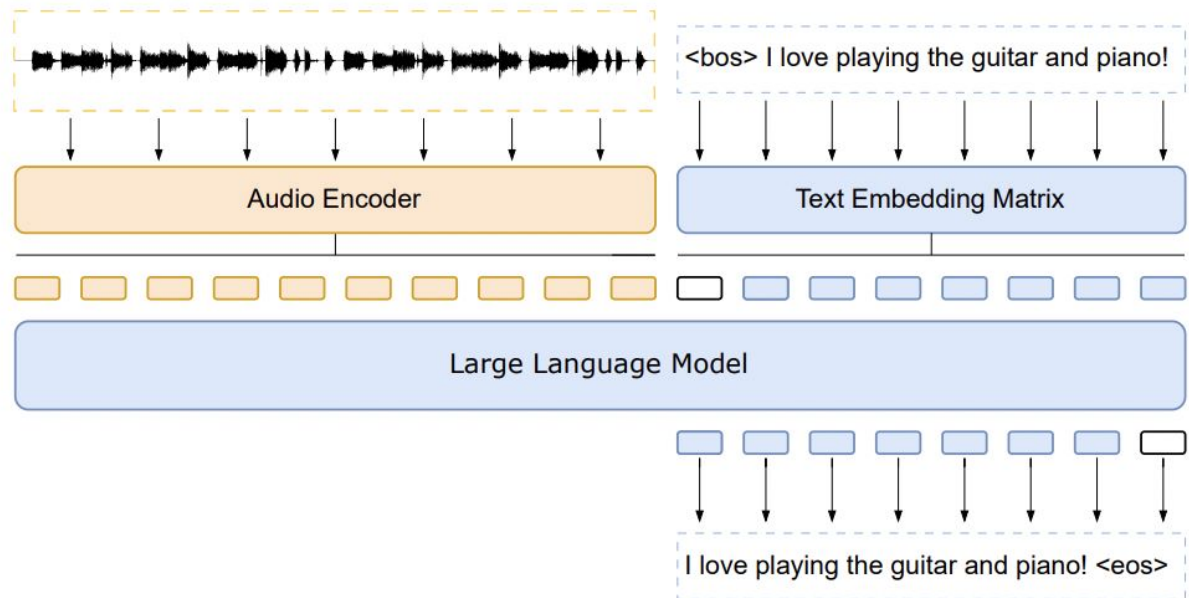 <bos> I love playing the guitar and piano!
Audio Encoder
Text Embedding Matrix
Large Language Model
I love playing the guitar and piano! <eos>